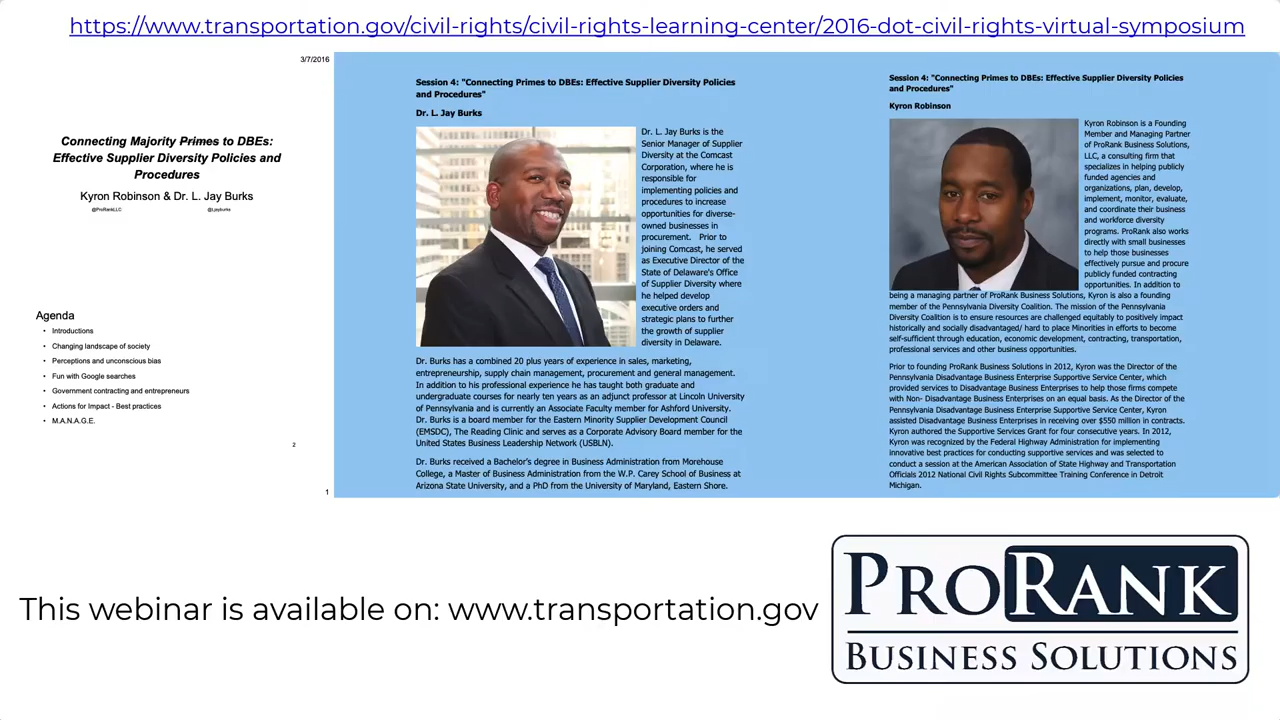 https://www.transportation.gov/civil-rights/civil-rights-learning-center/2016-dot-civil-rights-virtual-symposium
3/7/2016
Connecting Majority Primes to DBEs:
Effective Supplier Diversity Policies and
Procedures
Kyron Robinson & Dr. L. Jay Burks
@ProRankLLC @Ljayburks
Agenda
• Introductions
• Changing landscape of society
• Perceptions and unconscious bias
• Fun with Google searches
• Government contracting and entrepreneurs
• Actions for Impact - Best practices
• M.A.N.A.G.E.
2
1
Session 4: "Connecting Primes to DBEs: Effective Supplier Diversity Policies
and Procedures"
Dr. L. Jay Burks
Dr. L. Jay Burks is the
Senior Manager of Supplier
Diversity at the Comcast
Corporation, where he is
responsible for
implementing policies and
procedures to increase
opportunities for diverse-
owned businesses in
procurement. Prior to
joining Comcast, he served
as Executive Director of the
State of Delaware's Office
of Supplier Diversity where
he helped develop
executive orders and
strategic plans to further
the growth of supplier
diversity in Delaware.
Dr. Burks has a combined 20 plus years of experience in sales, marketing,
entrepreneurship, supply chain management, procurement and general management.
In addition to his professional experience he has taught both graduate and
undergraduate courses for nearly ten years as an adjunct professor at Lincoln University
of Pennsylvania and is currently an Associate Faculty member for Ashford University.
Dr. Burks is a board member for the Eastern Minority Supplier Development Council
(EMSDC), The Reading Clinic and serves as a Corporate Advisory Board member for the
United States Business Leadership Network (USBLN).
Dr. Burks received a Bachelor's degree in Business Administration from Morehouse
College, a Master of Business Administration from the W.P. Carey School of Business at
Arizona State University, and a PhD from the University of Maryland, Eastern Shore.
Session 4: "Connecting Primes to DBEs: Effective Supplier Diversity Policies
and Procedures"
Kyron Robinson
Kyron Robinson is a Founding
Member and Managing Partner
of ProRank Business Solutions,
LLC, a consulting firm that
specializes in helping publicly
funded agencies and
organizations, plan, develop,
implement, monitor, evaluate,
and coordinate their business
and workforce diversity
programs. ProRank also works
directly with small businesses
to help those businesses
effectively pursue and procure
publicly funded contracting
opportunities. In addition to
being a managing partner of ProRank Business Solutions, Kyron is also a founding
member of the Pennsylvania Diversity Coalition. The mission of the Pennsylvania
Diversity Coalition is to ensure resources are challenged equitably to positively impact
historically and socially disadvantaged/ hard to place Minorities in efforts to become
self-sufficient through education, economic development, contracting, transportation,
professional services and other business opportunities.
Prior to founding ProRank Business Solutions in 2012, Kyron was the Director of the
Pennsylvania Disadvantage Business Enterprise Supportive Service Center, which
provided services to Disadvantage Business Enterprises to help those firms compete
with Non- Disadvantage Business Enterprises on an equal basis. As the Director of the
Pennsylvania Disadvantage Business Enterprise Supportive Service Center, Kyron
assisted Disadvantage Business Enterprises in receiving over $550 million in contracts.
Kyron authored the Supportive Services Grant for four consecutive years. In 2012,
Kyron was recognized by the Federal Highway Administration for implementing
innovative best practices for conducting supportive services and was selected to
conduct a session at the American Association of State Highway and Transportation
Officials 2012 National Civil Rights Subcommittee Training Conference in Detroit
Michigan.
This webinar is available on: www.transportation.gov
PRORANK
BUSINESS SOLUTIONS